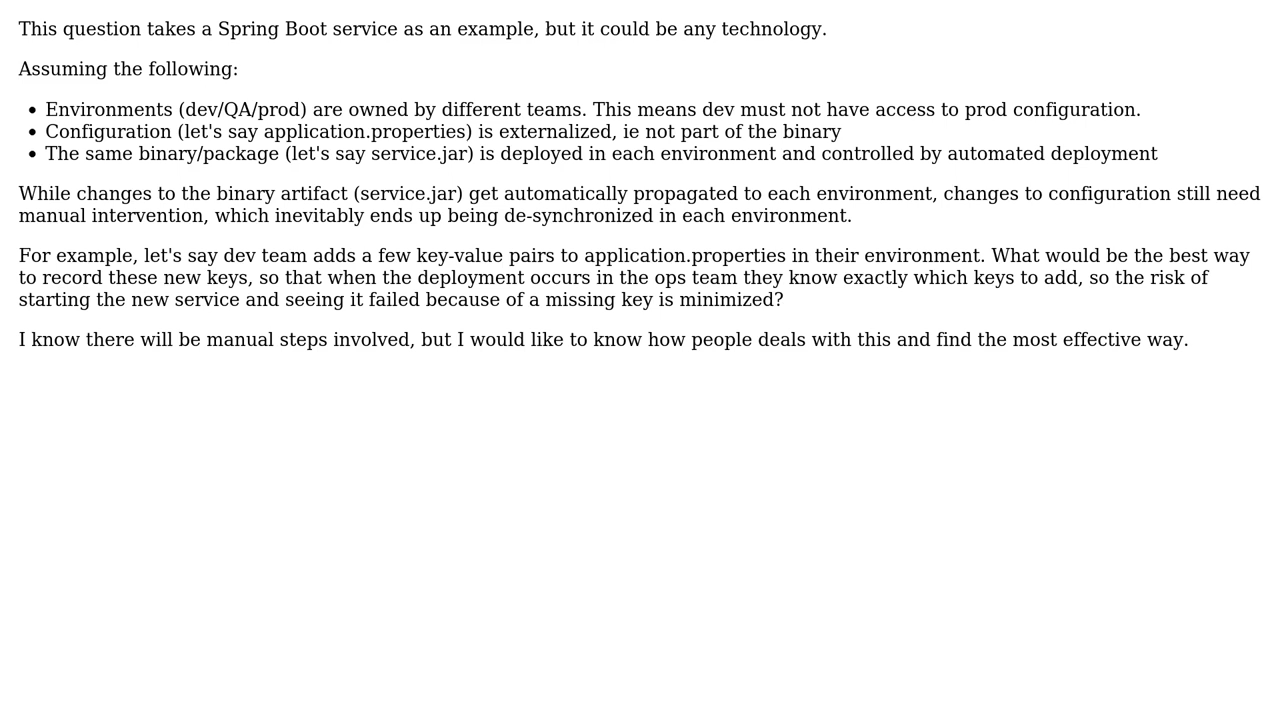 This question takes a Spring Boot service as an example, but it could be any technology.
Assuming the following:
• Environments (dev/QA/prod) are owned by different teams. This means dev must not have access to prod configuration.
• Configuration (let's say application.properties) is externalized, ie not part of the binary
• The same binary/package (let's say service.jar) is deployed in each environment and controlled by automated deployment
While changes to the binary artifact (service.jar) get automatically propagated to each environment, changes to configuration still need
manual intervention, which inevitably ends up being de-synchronized in each environment.
For example, let's say dev team adds a few key-value pairs to application.properties in their environment. What would be the best way
to record these new keys, so that when the deployment occurs in the ops team they know exactly which keys to add, so the risk of
starting the new service and seeing it failed because of a missing key is minimized?
I know there will be manual steps involved, but I would like to know how people deals with this and find the most effective way.